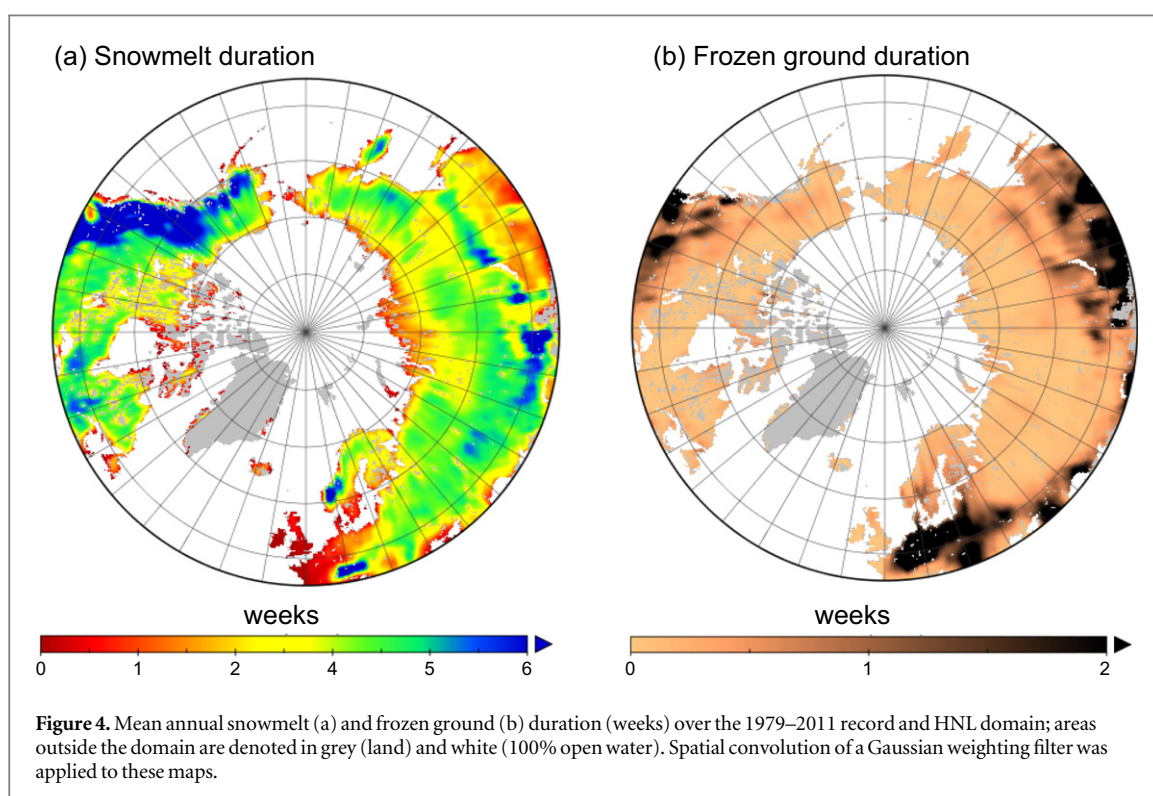 (a) Snowmelt duration
(b) Frozen ground duration
weeks
0 1 2 4 5 6
weeks
0 1 2
Figure 4. Mean annual snowmelt (a) and frozen ground (b) duration (weeks) over the 1979–2011 record and HNL domain; areas
outside the domain are denoted in grey (land) and white (100% open water). Spatial convolution of a Gaussian weighting filter was
applied to these maps.